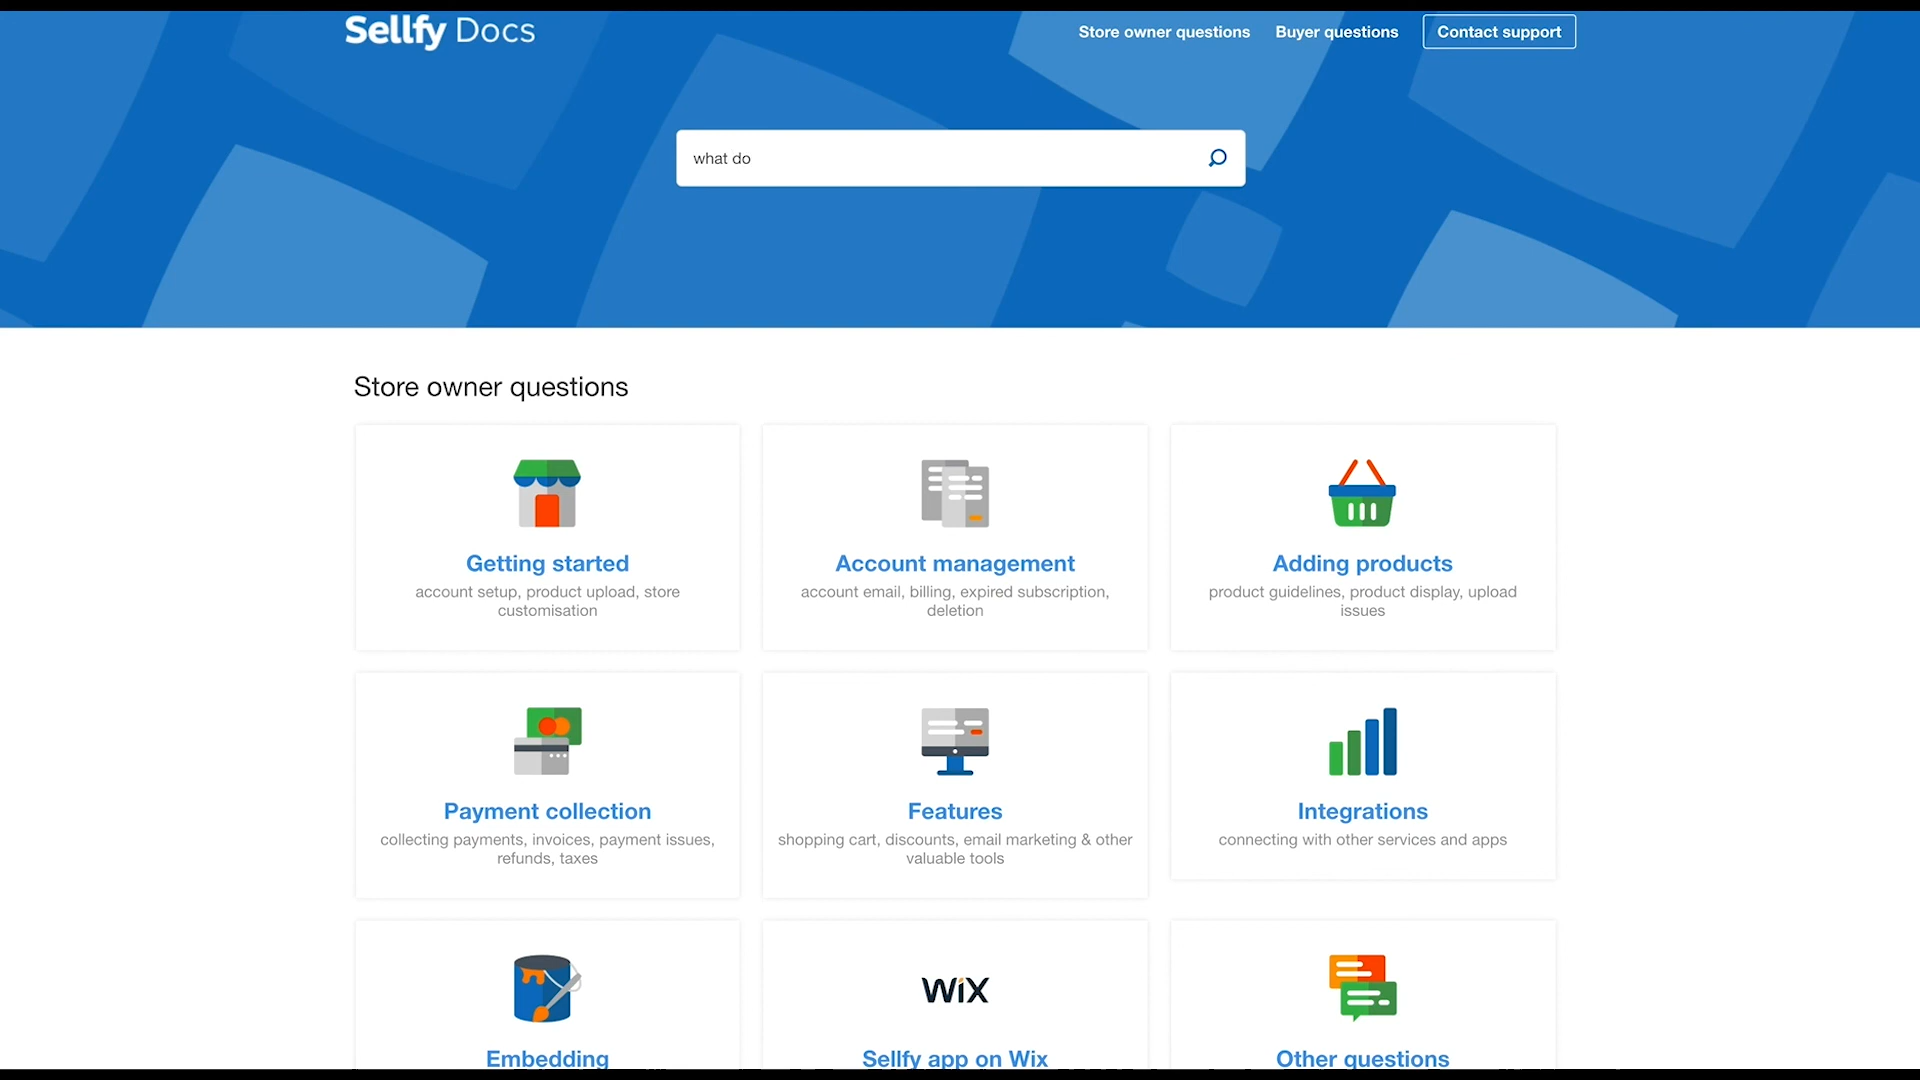 Sellfy Docs
Store owner questions
Buyer questions
Contact support
what do
Store owner questions
Getting started
account setup, product upload, store
customisation
Account management
account email, billing, expired subscription,
deletion
Adding products
product guidelines, product display, upload
issues
Payment collection
collecting payments, invoices, payment issues,
refunds, taxes
Features
shopping cart, discounts, email marketing & other
valuable tools
Integrations
connecting with other services and apps
Embedding
WiX
Sellfy app on Wix
Other questions